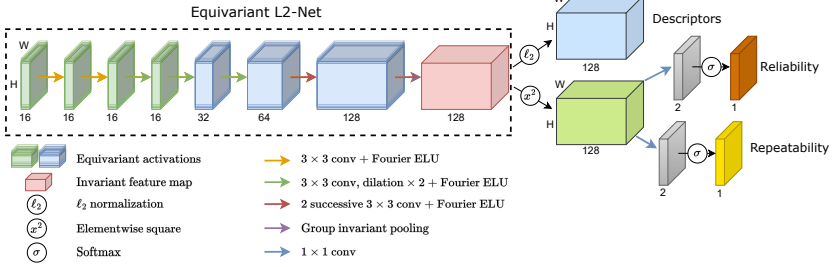 Equivariant L2-Net
W
H
16
16
16
16
32
64
128
128
ℓ₂
x²
W
H
128
Descriptors
W
H
128
2
σ
1
Reliability
2
σ
1
Repeatability
Equivariant activations
Invariant feature map
ℓ₂ ℓ₂ normalization
x² Elementwise square
σ Softmax
3 × 3 conv + Fourier ELU
3 × 3 conv, dilation × 2 + Fourier ELU
2 successive 3 × 3 conv + Fourier ELU
Group invariant pooling
1 × 1 conv